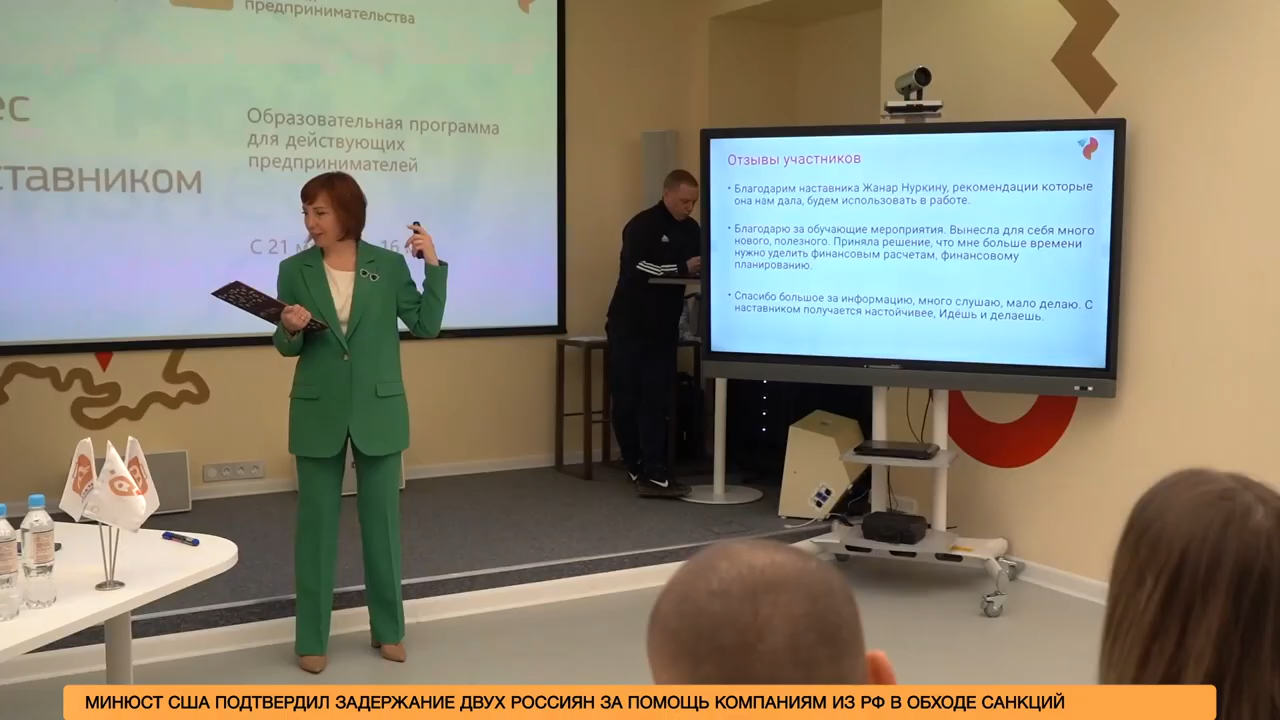 предпринимательства
ес
ставником
Образовательная программа
для действующих
предпринимателей
С 21
16
Отзывы участников
• Благодарим наставника Жанар Нуркину, рекомендации которые
она нам дала, будем использовать в работе.
• Благодарю за обучающие мероприятия. Вынесла для себя много
нового, полезного. Приняла решение, что мне больше времени
нужно уделить финансовым расчетам, финансовому
планированию.
• Спасибо большое за информацию, много слушаю, мало делаю. С
наставником получается настойчивее, Идёшь и делаешь.
МИНЮСТ США ПОДТВЕРДИЛ ЗАДЕРЖАНИЕ ДВУХ РОССИЯН ЗА ПОМОЩЬ КОМПАНИЯМ ИЗ РФ В ОБХОДЕ САНКЦИЙ